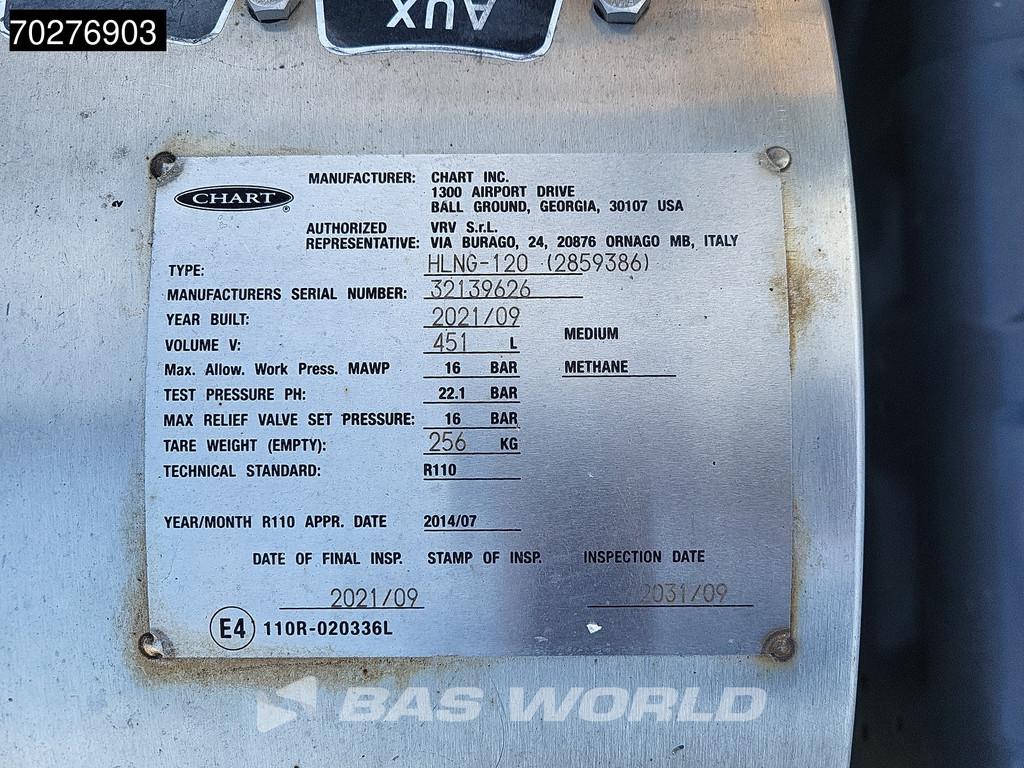 70276903
AUX
CHART
MANUFACTURER: CHART INC.
1300 AIRPORT DRIVE
BALL GROUND, GEORGIA, 30107 USA
AUTHORIZED REPRESENTATIVE: VRV S.r.L.
VIA BURAGO, 24, 20876 ORNAGO MB, ITALY
TYPE: HLNG-120 (2859386)
MANUFACTURERS SERIAL NUMBER: 32139626
YEAR BUILT: 2021/09
VOLUME V: 451 L
MEDIUM
Max. Allow. Work Press. MAWP 16 BAR
METHANE
TEST PRESSURE PH: 22.1 BAR
MAX RELIEF VALVE SET PRESSURE: 16 BAR
TARE WEIGHT (EMPTY): 256 KG
TECHNICAL STANDARD: R110
YEAR/MONTH R110 APPR. DATE 2014/07
DATE OF FINAL INSP. STAMP OF INSP. INSPECTION DATE
2021/09 2031/09
E4 110R-020336L
BAS WORLD